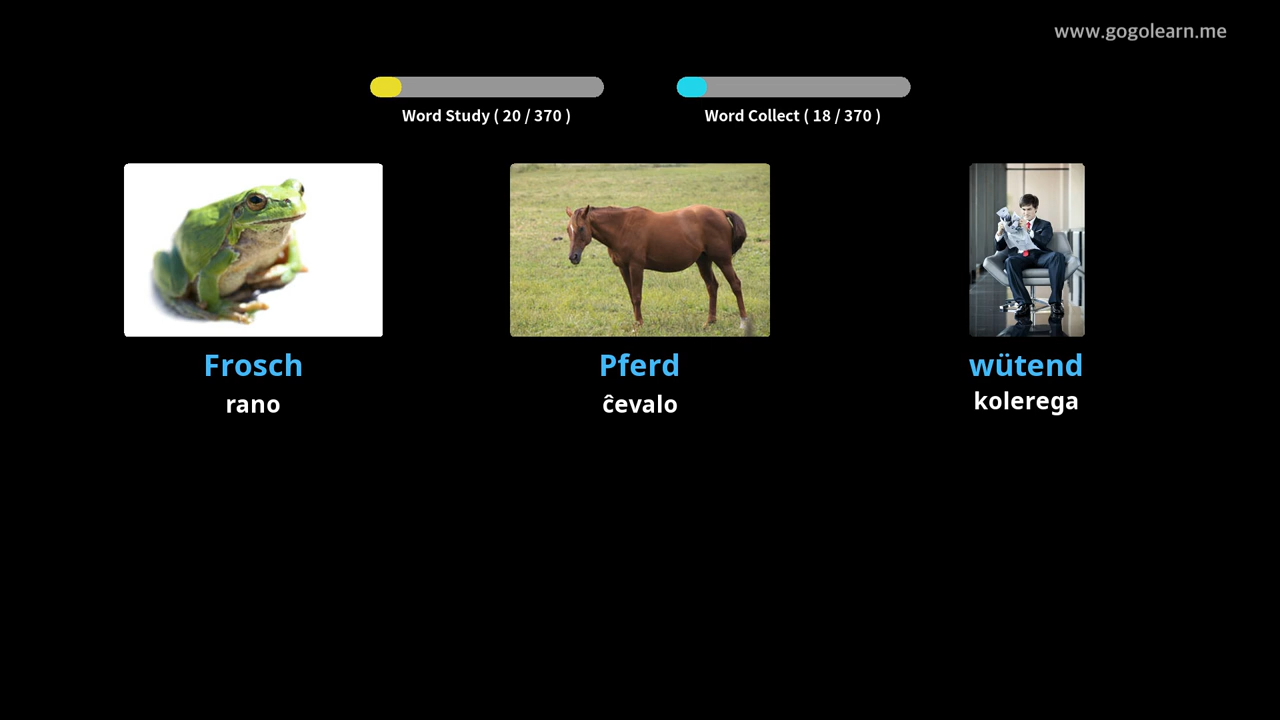 www.gogolearn.me
Word Study ( 20 / 370 )
Word Collect ( 18 / 370 )
Frosch
rano
Pferd
ĉevalo
wütend
kolerega